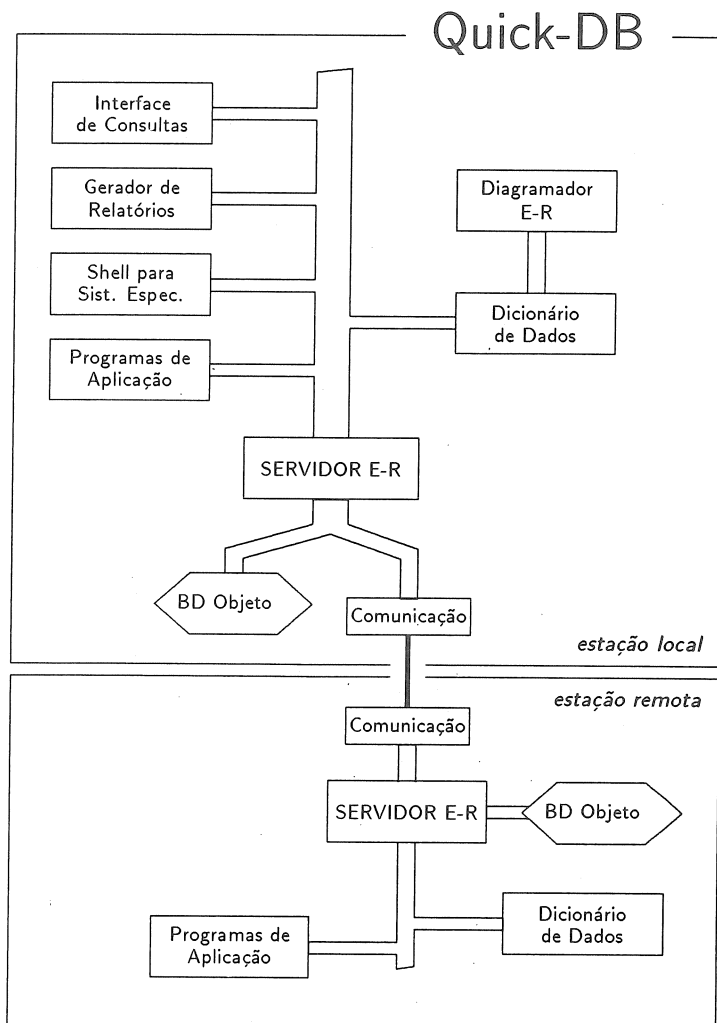 Quick-DB
Interface
de Consultas
Gerador de
Relatórios
Diagramador
E-R
Shell para
Sist. Espec.
Dicionário
de Dados
Programas de
Aplicação
SERVIDOR E-R
BD Objeto
Comunicação
estação local
estação remota
Comunicação
SERVIDOR E-R
BD Objeto
Dicionário
de Dados
Programas de
Aplicação